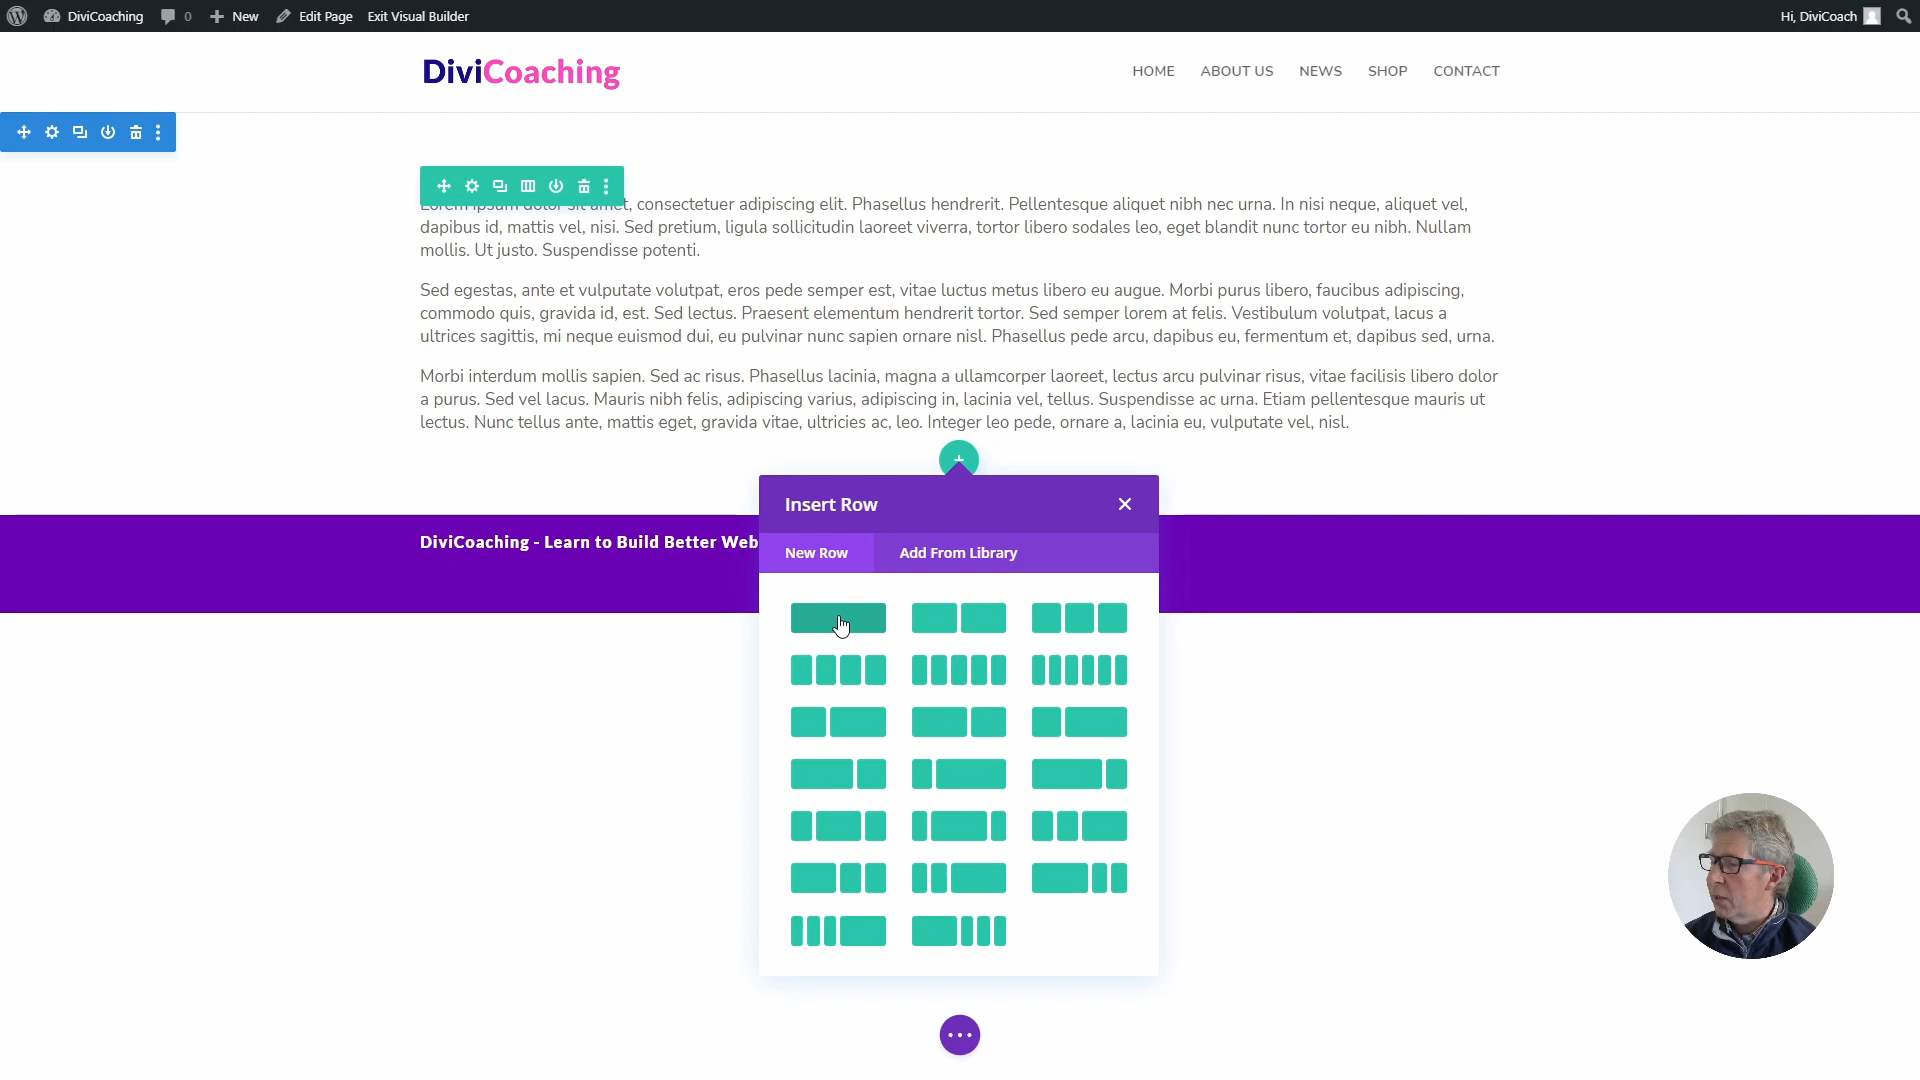 DiviCoaching 0 New Edit Page Exit Visual Builder Hi, DiviCoach
DiviCoaching HOME ABOUT US NEWS SHOP CONTACT
Lorem ipsum dolor sit amet, consectetuer adipiscing elit. Phasellus hendrerit. Pellentesque aliquet nibh nec urna. In nisi neque, aliquet vel,
dapibus id, mattis vel, nisi. Sed pretium, ligula sollicitudin laoreet viverra, tortor libero sodales leo, eget blandit nunc tortor eu nibh. Nullam
mollis. Ut justo. Suspendisse potenti.
Sed egestas, ante et vulputate volutpat, eros pede semper est, vitae luctus metus libero eu augue. Morbi purus libero, faucibus adipiscing,
commodo quis, gravida id, est. Sed lectus. Praesent elementum hendrerit tortor. Sed semper lorem at felis. Vestibulum volutpat, lacus a
ultrices sagittis, mi neque euismod dui, eu pulvinar nunc sapien ornare nisl. Phasellus pede arcu, dapibus eu, fermentum et, dapibus sed, urna.
Morbi interdum mollis sapien. Sed ac risus. Phasellus lacinia, magna a ullamcorper laoreet, lectus arcu pulvinar risus, vitae facilisis libero dolor
a purus. Sed vel lacus. Mauris nibh felis, adipiscing varius, adipiscing in, lacinia vel, tellus. Suspendisse ac urna. Etiam pellentesque mauris ut
lectus. Nunc tellus ante, mattis eget, gravida vitae, ultricies ac, leo. Integer leo pede, ornare a, lacinia eu, vulputate vel, nisl.
Insert Row
DiviCoaching - Learn to Build Better Web
New Row Add From Library